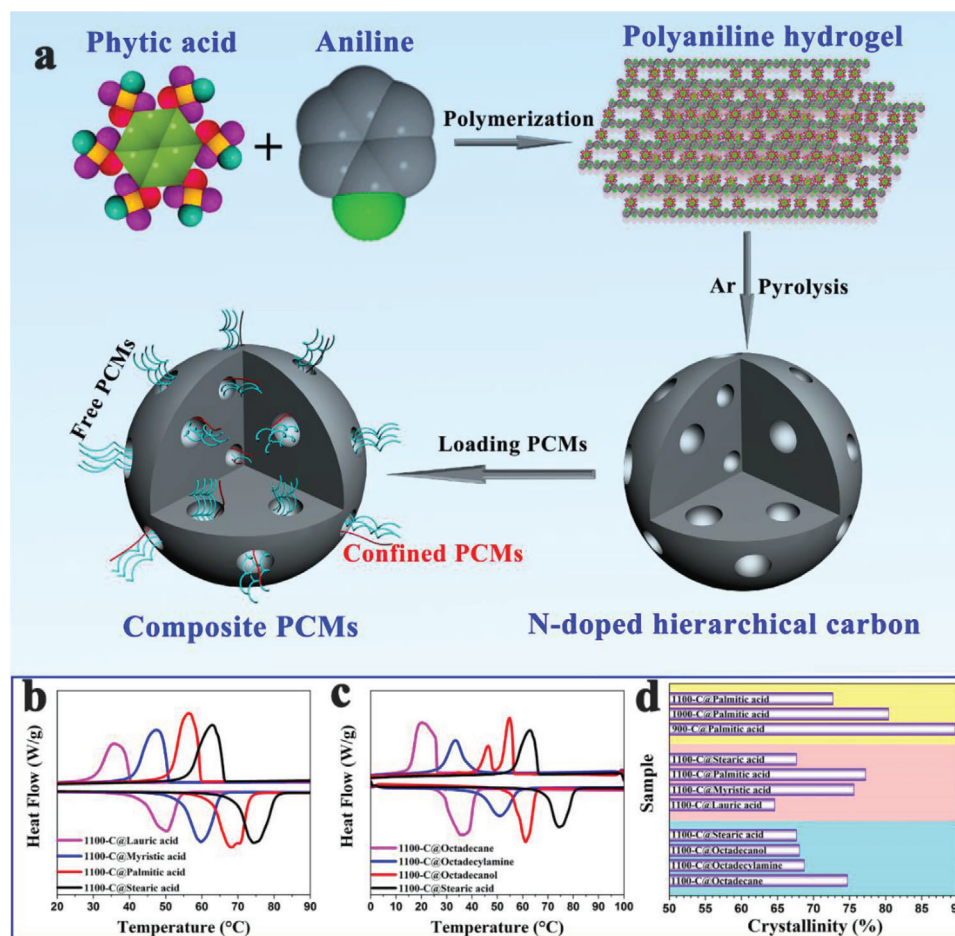 a
Phytic acid
+
Aniline
Polymerization
Polyaniline hydrogel
Ar Pyrolysis
Free PCMs
Loading PCMs
Confined PCMs
Composite PCMs
N-doped hierarchical carbon
b
Heat Flow (W/g)
1100-C@Lauric acid
1100-C@Myristic acid
1100-C@Palmitic acid
1100-C@Stearic acid
20 30 40 50 60 70 80 90
Temperature (°C)
c
Heat Flow (W/g)
1100-C@Octadecane
1100-C@Octadecylamine
1100-C@Octadecanol
1100-C@Stearic acid
0 10 20 30 40 50 60 70 80 90 100
Temperature (°C)
d
Sample
1100-C@Palmitic acid
1000-C@Palmitic acid
900-C@Palmitic acid
1100-C@Stearic acid
1100-C@Palmitic acid
1100-C@Myristic acid
1100-C@Lauric acid
1100-C@Stearic acid
1100-C@Octadecanol
1100-C@Octadecylamine
1100-C@Octadecane
50 55 60 65 70 75 80 85 90
Crystallinity (%)